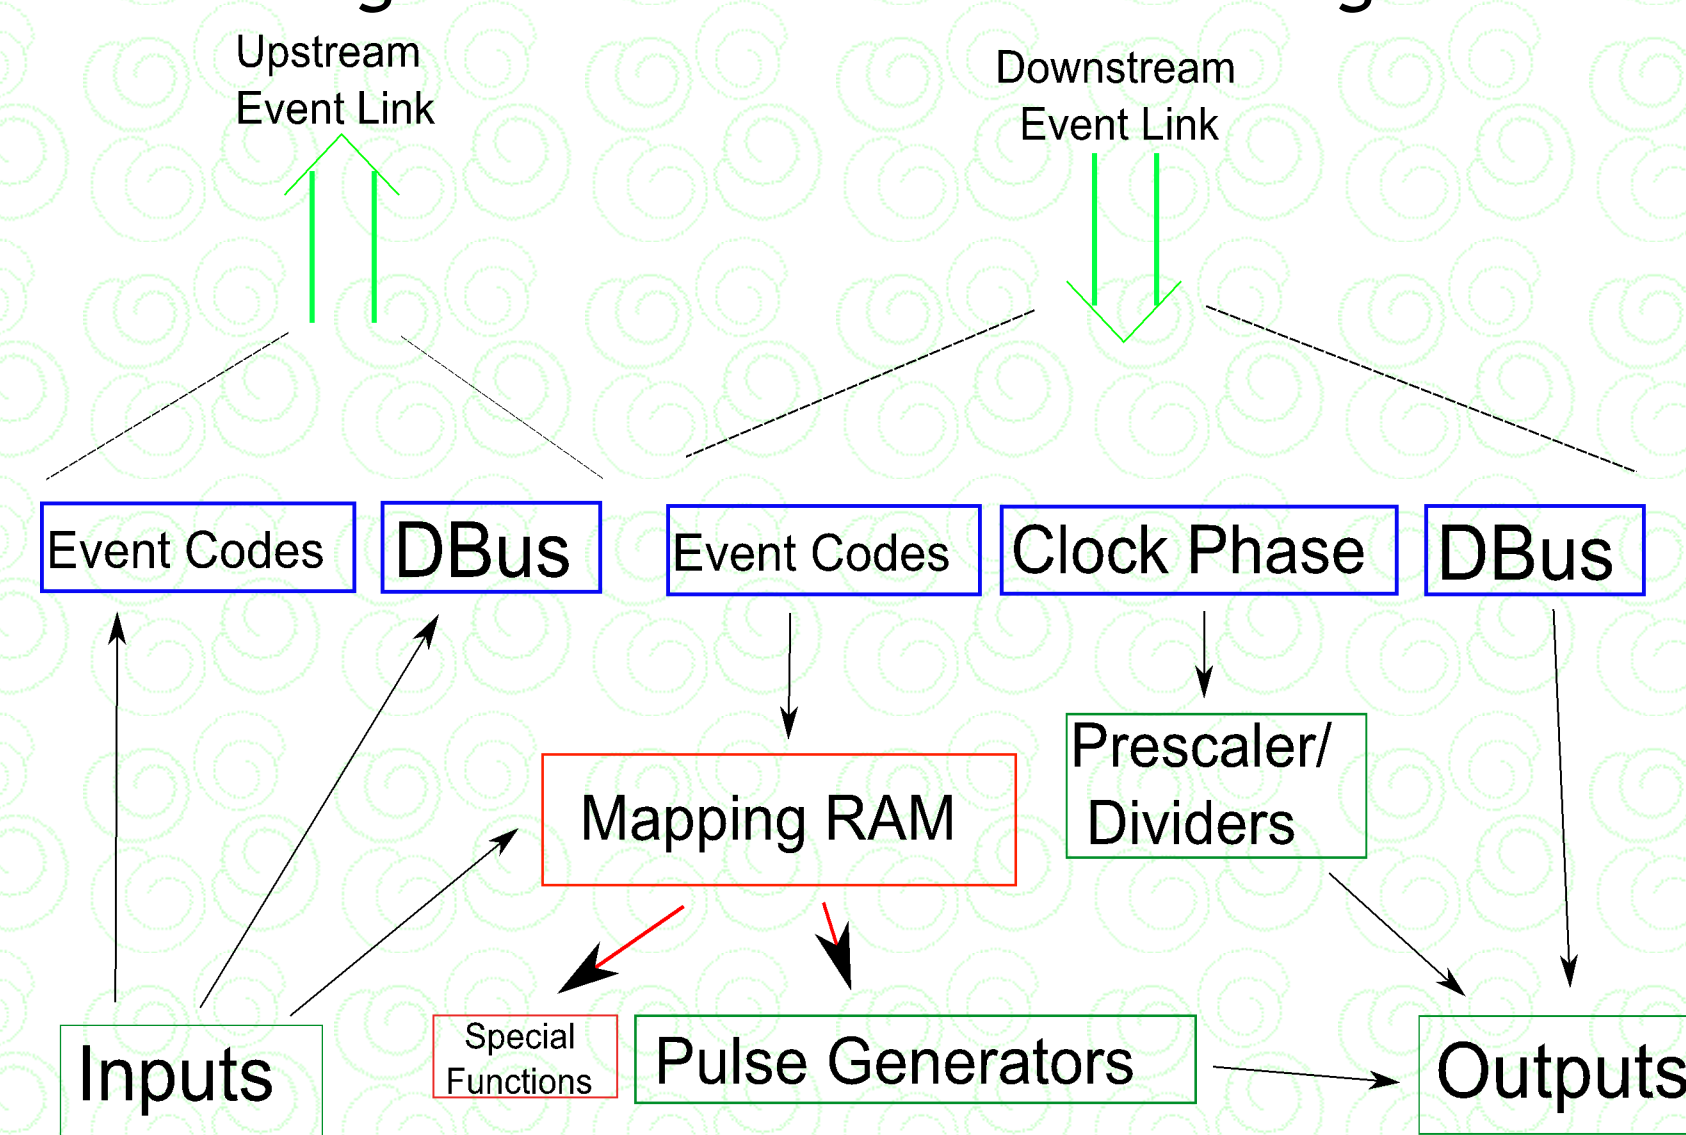 Upstream
Event Link
Downstream
Event Link
Event Codes
DBus
Event Codes
Clock Phase
DBus
Prescaler/
Dividers
Mapping RAM
Inputs
Special
Functions
Pulse Generators
Outputs